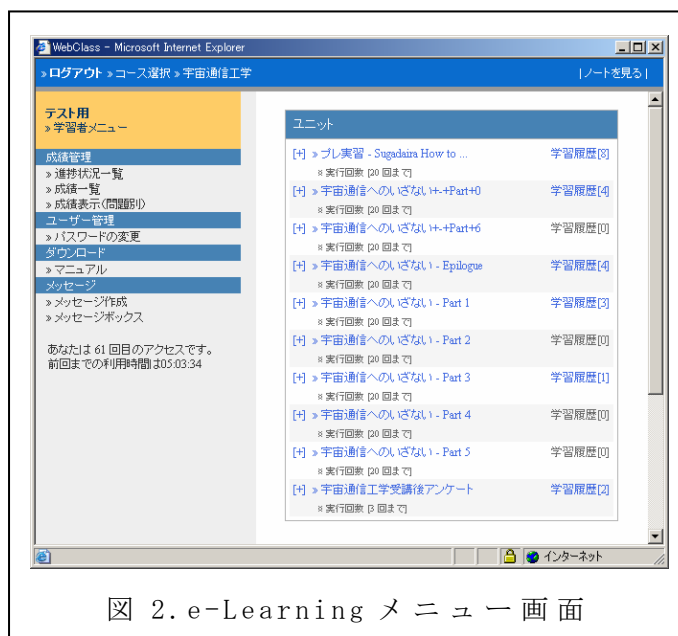 WebClass - Microsoft Internet Explorer
»ログアウト »コース選択 »宇宙通信工学 |ノートを見る|
テスト用
»学習者メニュー
成績管理
»進捗状況一覧
»成績一覧
»成績表示(問題別)
ユーザー管理
»パスワードの変更
ダウンロード
»マニュアル
メッセージ
»メッセージ作成
»メッセージボックス
あなたは 61 回目のアクセスです。
前回までの利用時間は05:03:34
ユニット
[+] »プレ実習 - Sugadaira How to ... 学習履歴[8]
※実行回数 [20 回まで]
[+] »宇宙通信へのいざない+-+Part+0 学習履歴[4]
※実行回数 [20 回まで]
[+] »宇宙通信へのいざない+-+Part+6 学習履歴[0]
※実行回数 [20 回まで]
[+] »宇宙通信へのいざない - Epilogue 学習履歴[4]
※実行回数 [20 回まで]
[+] »宇宙通信へのいざない - Part 1 学習履歴[3]
※実行回数 [20 回まで]
[+] »宇宙通信へのいざない - Part 2 学習履歴[0]
※実行回数 [20 回まで]
[+] »宇宙通信へのいざない - Part 3 学習履歴[1]
※実行回数 [20 回まで]
[+] »宇宙通信へのいざない - Part 4 学習履歴[0]
※実行回数 [20 回まで]
[+] »宇宙通信へのいざない - Part 5 学習履歴[0]
※実行回数 [20 回まで]
[+] »宇宙通信工学受講後アンケート 学習履歴[2]
※実行回数 [3 回まで]
インターネット
図 2.e-Learning メニュー画面